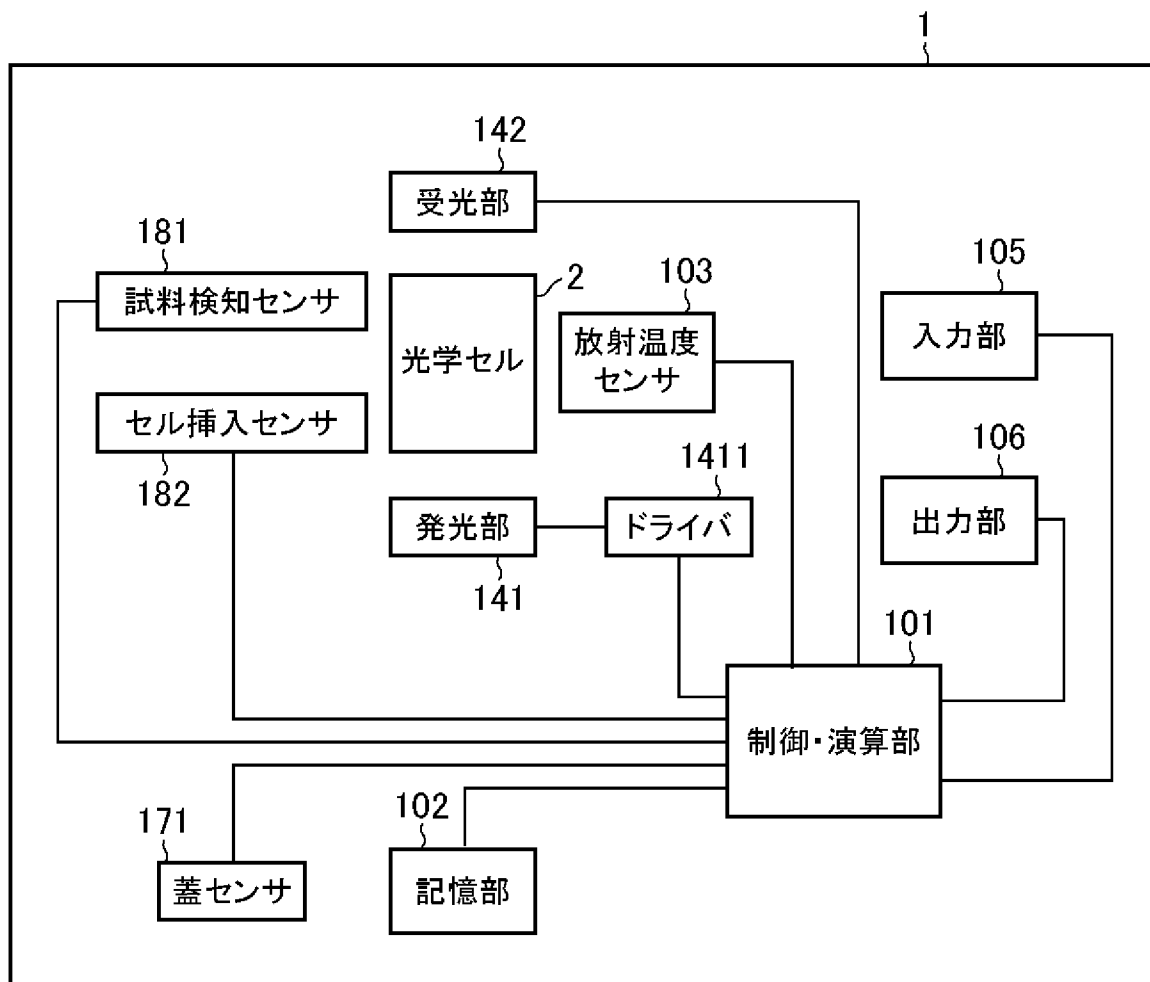 1
142
受光部
181
試料検知センサ
2
光学セル
103
放射温度
センサ
105
入力部
セル挿入センサ
182
1411
発光部
141
ドライバ
106
出力部
101
制御・演算部
171
蓋センサ
102
記憶部